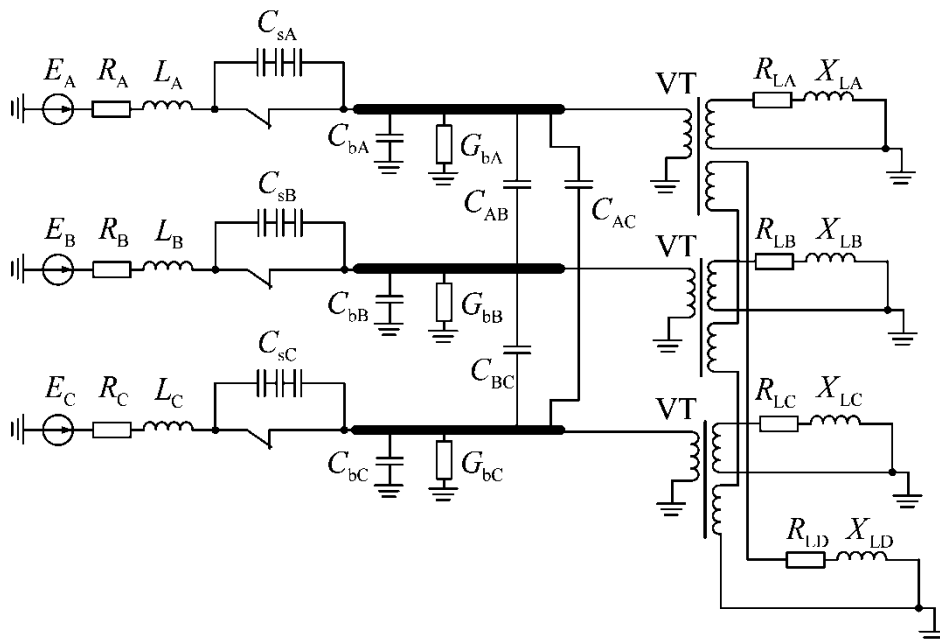 C_sA
E_A R_A L_A
VT
R_LA X_LA
C_bA G_bA
C_AB C_AC
C_sB
E_B R_B L_B
VT
R_LB X_LB
C_bB G_bB
C_BC
C_sC
E_C R_C L_C
VT
R_LC X_LC
C_bC G_bC
R_LD X_LD